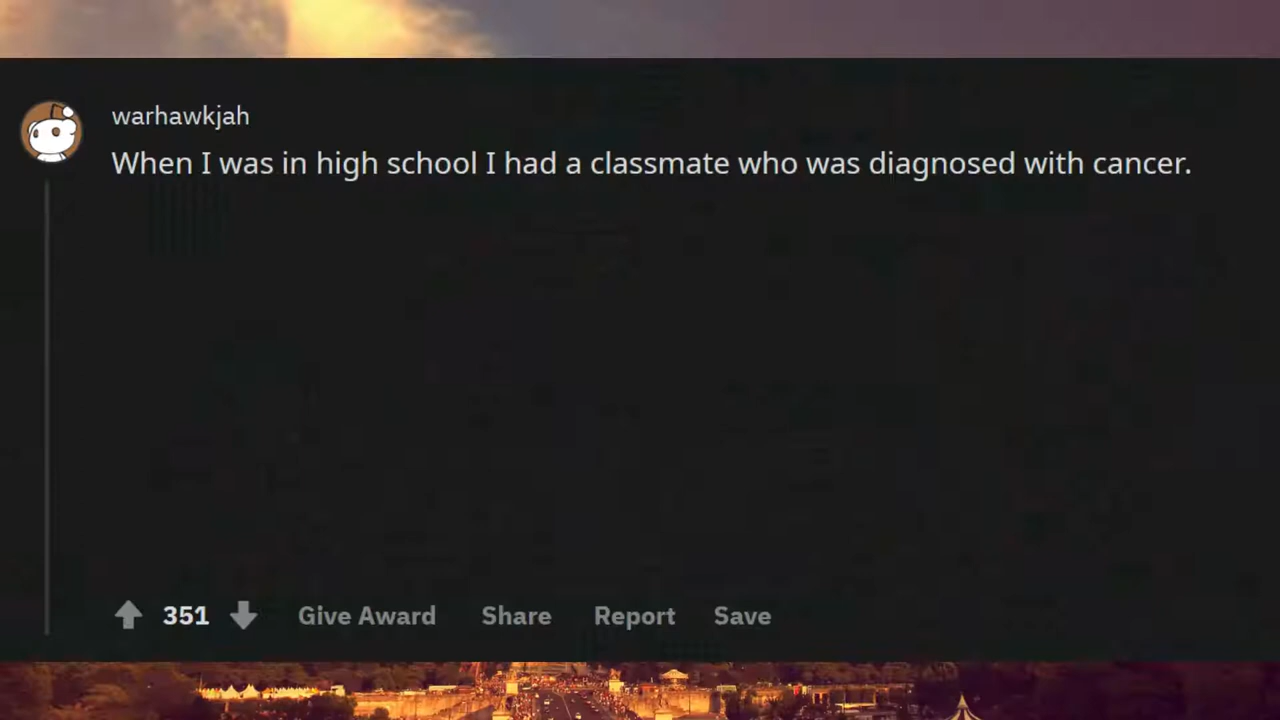 warhawkjah
When I was in high school I had a classmate who was diagnosed with cancer.
351 Give Award Share Report Save